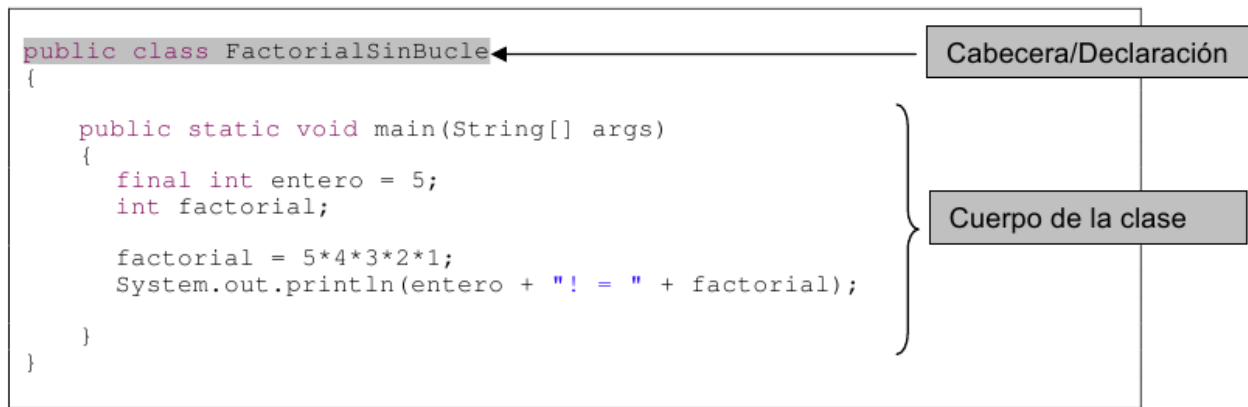 public class FactorialSinBucle
Cabecera/Declaración
{
public static void main(String[] args)
{
final int entero = 5;
int factorial;
Cuerpo de la clase
factorial = 5*4*3*2*1;
System.out.println(entero + "! = " + factorial);
}
}